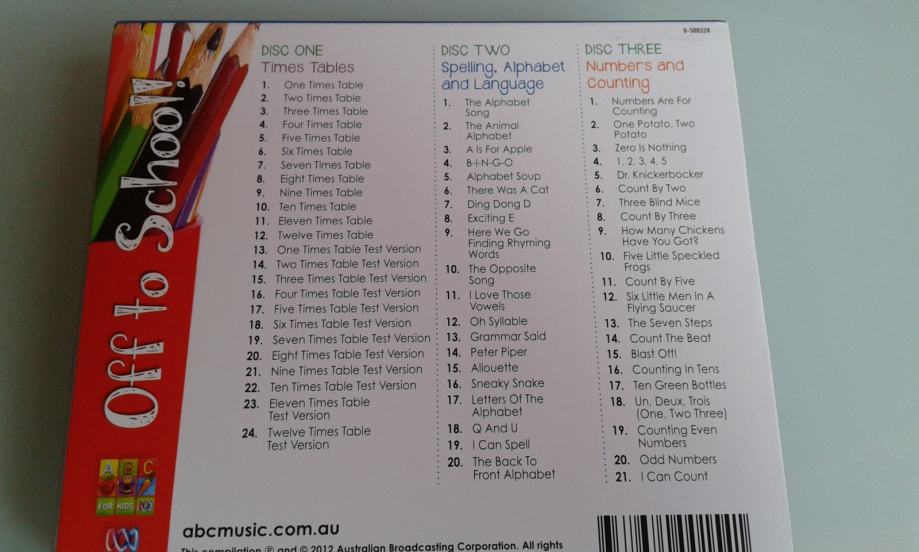 D-500328
Off to School!
DISC ONE
Times Tables
1. One Times Table
2. Two Times Table
3. Three Times Table
4. Four Times Table
5. Five Times Table
6. Six Times Table
7. Seven Times Table
8. Eight Times Table
9. Nine Times Table
10. Ten Times Table
11. Eleven Times Table
12. Twelve Times Table
13. One Times Table Test Version
14. Two Times Table Test Version
15. Three Times Table Test Version
16. Four Times Table Test Version
17. Five Times Table Test Version
18. Six Times Table Test Version
19. Seven Times Table Test Version
20. Eight Times Table Test Version
21. Nine Times Table Test Version
22. Ten Times Table Test Version
23. Eleven Times Table
Test Version
24. Twelve Times Table
Test Version
DISC TWO
Spelling, Alphabet
and Language
1. The Alphabet
Song
2. The Animal
Alphabet
3. A Is For Apple
4. B-I-N-G-O
5. Alphabet Soup
6. There Was A Cat
7. Ding Dong D
8. Exciting E
9. Here We Go
Finding Rhyming
Words
10. The Opposite
Song
11. I Love Those
Vowels
12. Oh Syllable
13. Grammar Said
14. Peter Piper
15. Allouette
16. Sneaky Snake
17. Letters Of The
Alphabet
18. Q And U
19. I Can Spell
20. The Back To
Front Alphabet
DISC THREE
Numbers and
Counting
1. Numbers Are For
Counting
2. One Potato, Two
Potato
3. Zero Is Nothing
4. 1, 2, 3, 4, 5
5. Dr. Knickerbocker
6. Count By Two
7. Three Blind Mice
8. Count By Three
9. How Many Chickens
Have You Got?
10. Five Little Speckled
Frogs
11. Count By Five
12. Six Little Men In A
Flying Saucer
13. The Seven Steps
14. Count The Beat
15. Blast Off!
16. Counting In Tens
17. Ten Green Bottles
18. Un, Deux, Trois
(One, Two Three)
19. Counting Even
Numbers
20. Odd Numbers
21. I Can Count
A B C
FOR KIDS
abcmusic.com.au
This compilation ℗ and © 2012 Australian Broadcasting Corporation. All rights